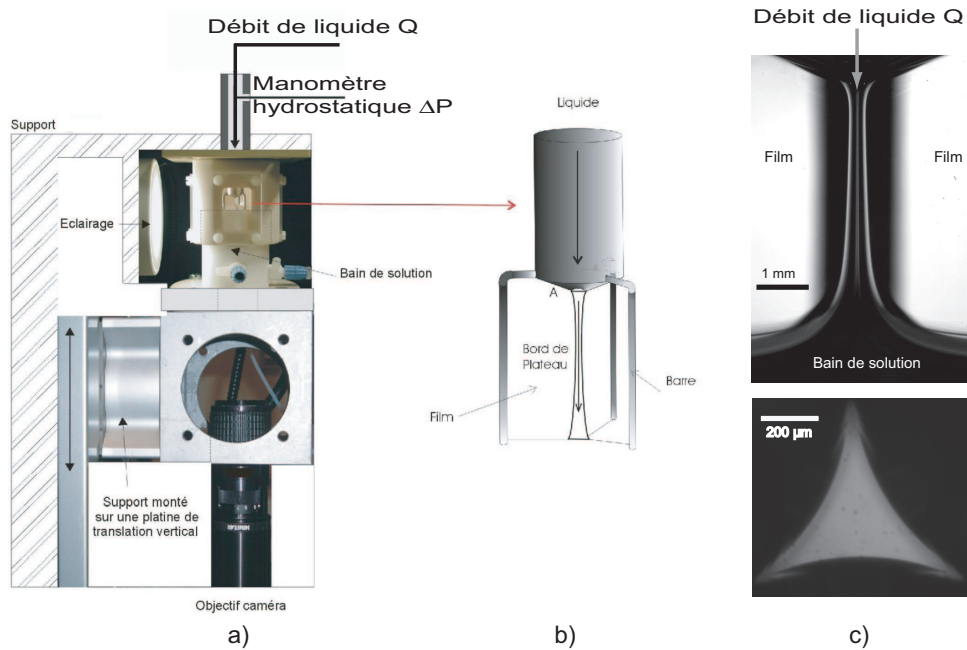 Débit de liquide Q
Manomètre
hydrostatique ΔP
Support
Eclairage
Bain de solution
Support monté
sur une platine de
translation vertical
Objectif caméra
a)
Liquide
A
Bord de
Plateau
Barre
Film
b)
Débit de liquide Q
Film
Film
1 mm
Bain de solution
200 µm
c)